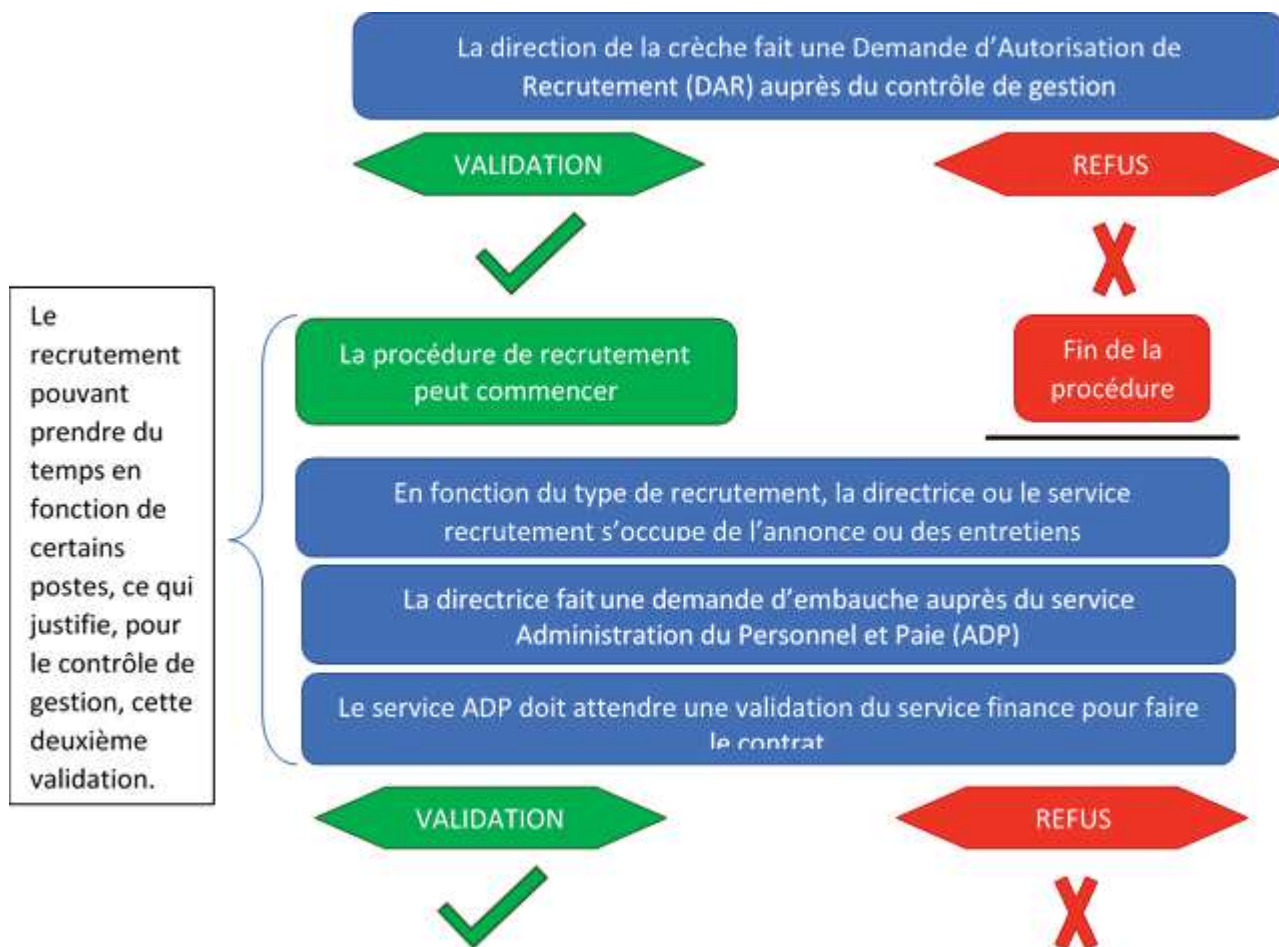 La direction de la crèche fait une Demande d'Autorisation de
Recrutement (DAR) auprès du contrôle de gestion
VALIDATION
REFUS
Le
recrutement
pouvant
prendre du
temps en
fonction de
certains
postes, ce qui
justifie, pour
le contrôle de
gestion, cette
deuxième
validation.
La procédure de recrutement
peut commencer
Fin de la
procédure
En fonction du type de recrutement, la directrice ou le service
recrutement s'occupe de l'annonce ou des entretiens
La directrice fait une demande d'embauche auprès du service
Administration du Personnel et Paie (ADP)
Le service ADP doit attendre une validation du service finance pour faire
le contrat
VALIDATION
REFUS